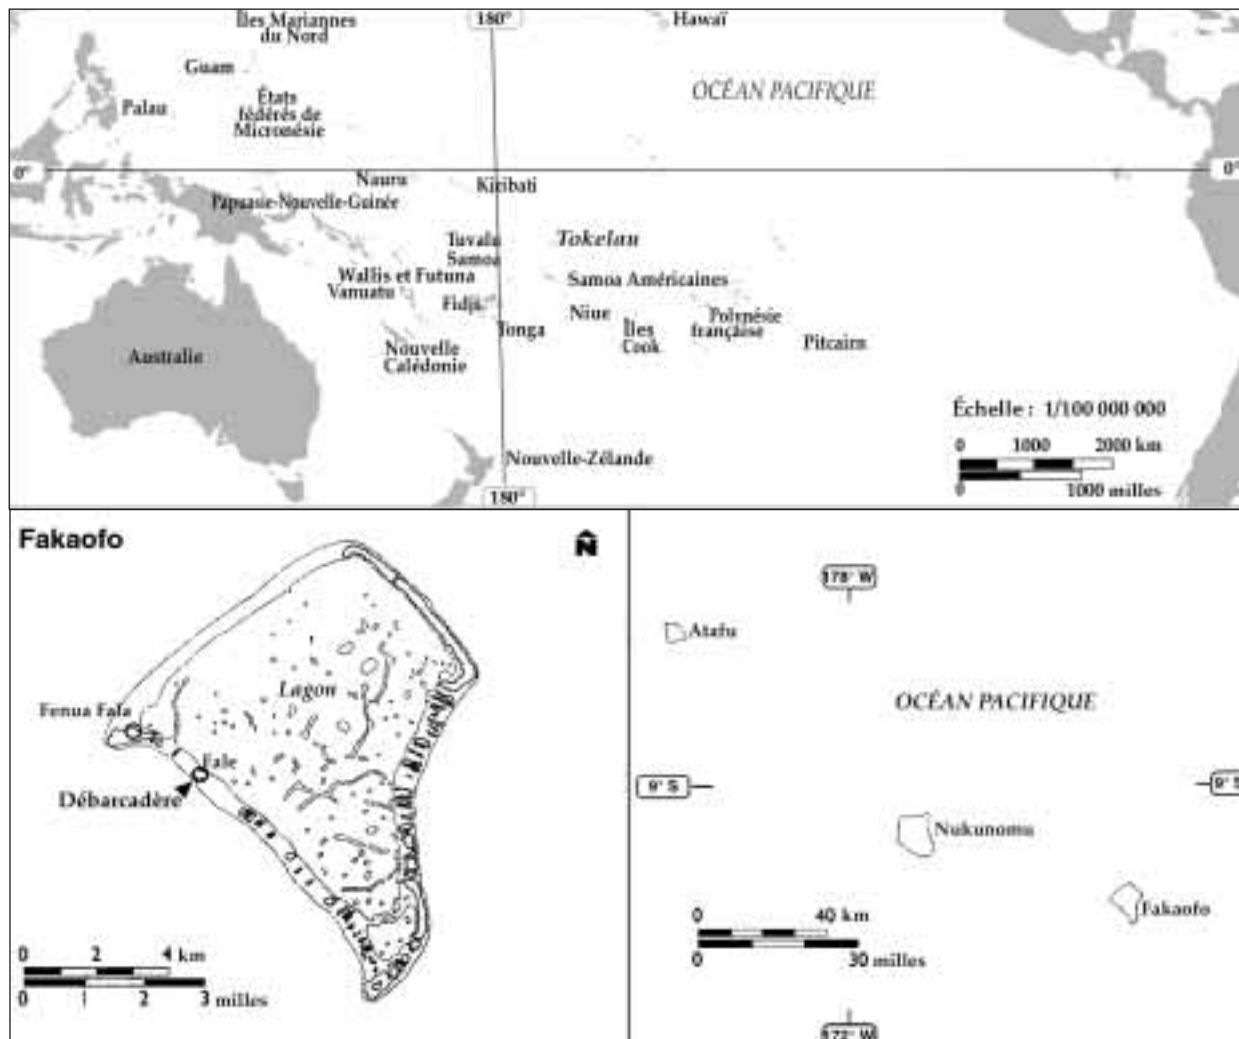 Îles Mariannes
du Nord
180°
Hawaï
Guam
OCÉAN PACIFIQUE
Palau
États
fédérés de
Micronésie
0°
0°
Nauru
Kiribati
Papuasie-Nouvelle-Guinée
Tuvalu
Tokelau
Samoa
Wallis et Futuna
Samoa Américaines
Vanuatu
Fidji
Niue
Polynésie
française
Tonga
Îles
Cook
Pitcairn
Nouvelle
Calédonie
Australie
Échelle : 1/100 000 000
0 1000 2000 km
0 1000 milles
Nouvelle-Zélande
180°
Fakaofo
N
Lagon
Fenua Fala
Fale
Débarcadère
0 2 4 km
0 1 2 3 milles
178° W
Atafu
OCÉAN PACIFIQUE
9° S
9° S
Nukunomu
Fakaofo
0 40 km
0 30 milles
172° W